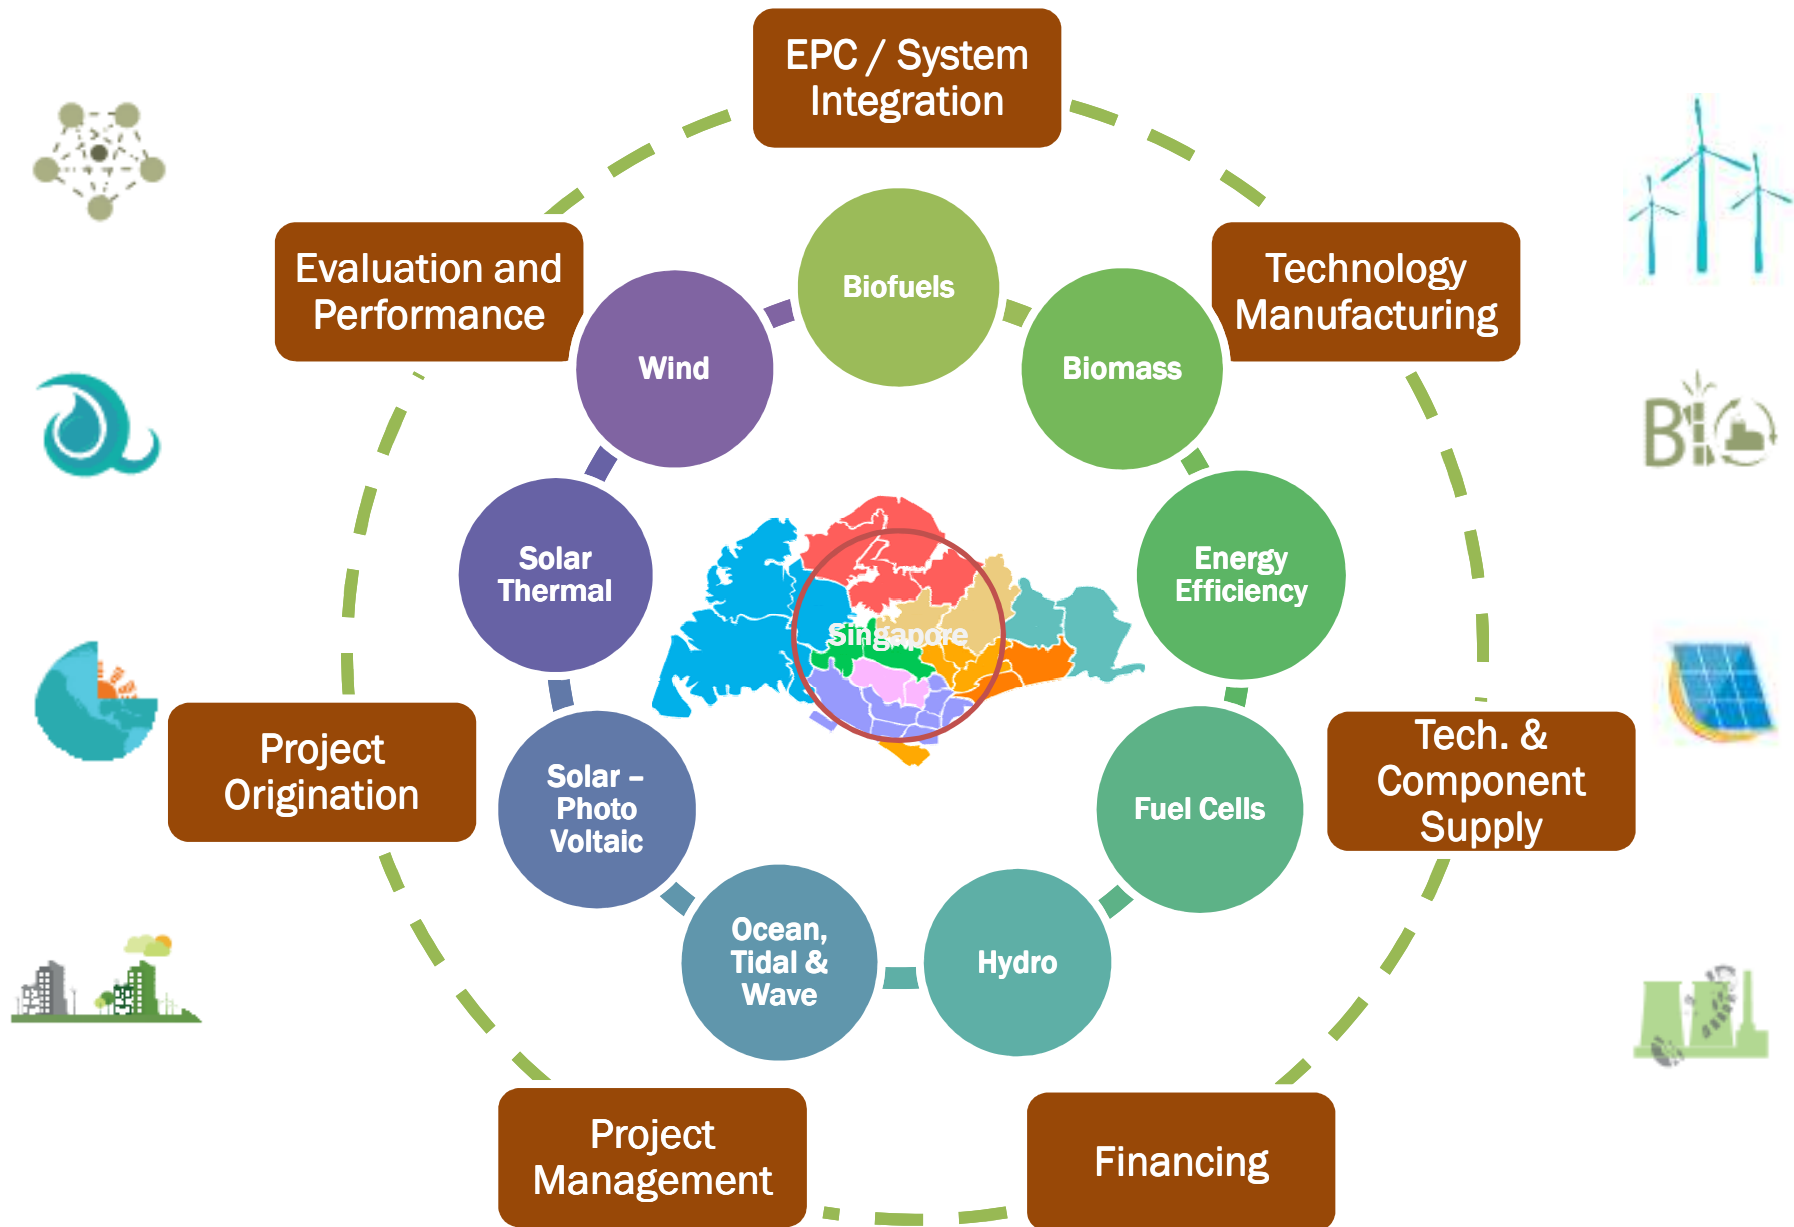 EPC / System
Integration
Evaluation and
Performance
Technology
Manufacturing
Biofuels
Wind
Biomass
BIO
Solar
Thermal
Energy
Efficiency
Singapore
Project
Origination
Solar –
Photo
Voltaic
Fuel Cells
Tech. &
Component
Supply
Ocean,
Tidal &
Wave
Hydro
Project
Management
Financing